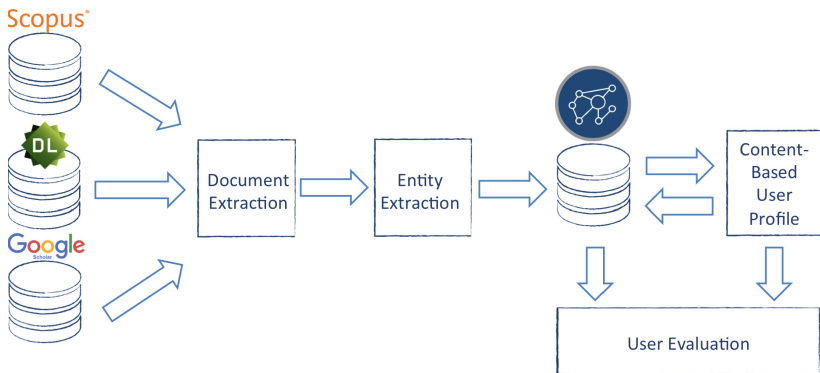 Scopus®
DL
Google
Scholar
Document
Extraction
Entity
Extraction
Content-
Based
User
Profile
User Evaluation